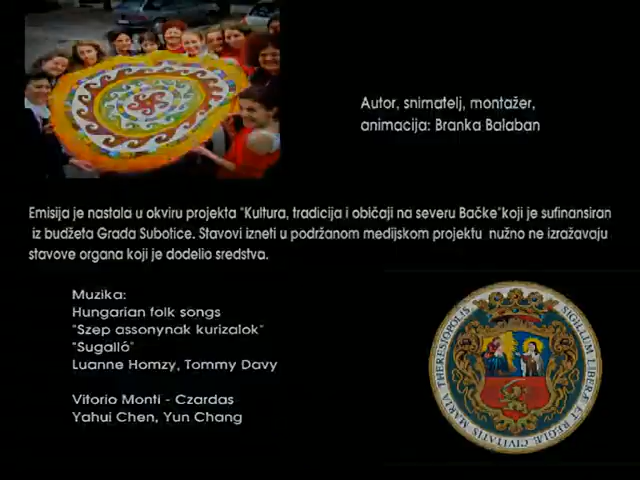 Autor, snimatelj, montažer,
animacija: Branka Balaban
Emisija je nastala u okviru projekta "Kultura, tradicija i običaji na severu Bačke"koji je sufinansiran
iz budžeta Grada Subotice. Stavovi izneti u podržanom medijskom projektu nužno ne izražavaju
stavove organa koji je dodelio sredstva.
Muzika:
Hungarian folk songs
"Szep assonynak kurizalok"
"Sugalló"
Luanne Homzy, Tommy Davy
Vitorio Monti - Czardas
Yahui Chen, Yun Chang
SIGILLUM LIBERÆ ET REGIÆ CIVITATIS MARIA THERESIOPOLIS